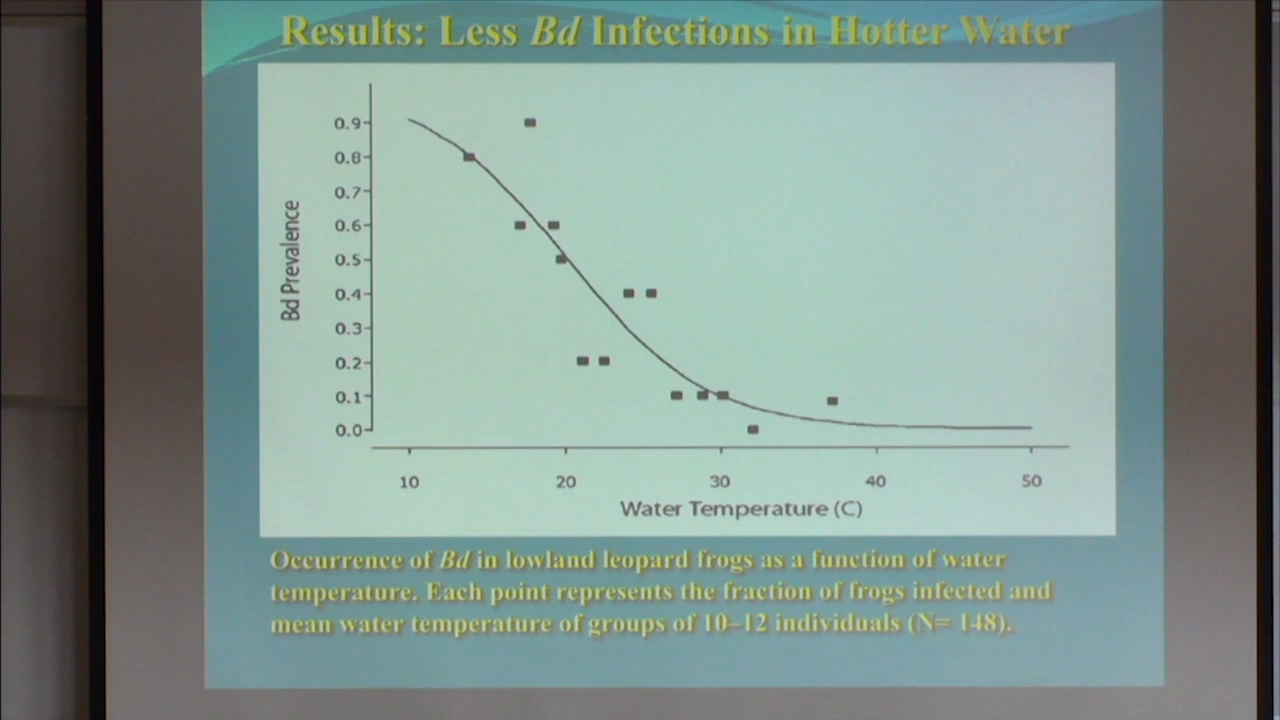 Results: Less Bd Infections in Hotter Water
0.9
0.8
0.7
0.6
0.5
0.4
0.3
0.2
0.1
0.0
Bd Prevalence
10 20 30 40 50
Water Temperature (C)
Occurrence of Bd in lowland leopard frogs as a function of water
temperature. Each point represents the fraction of frogs infected and
mean water temperature of groups of 10–12 individuals (N= 148).